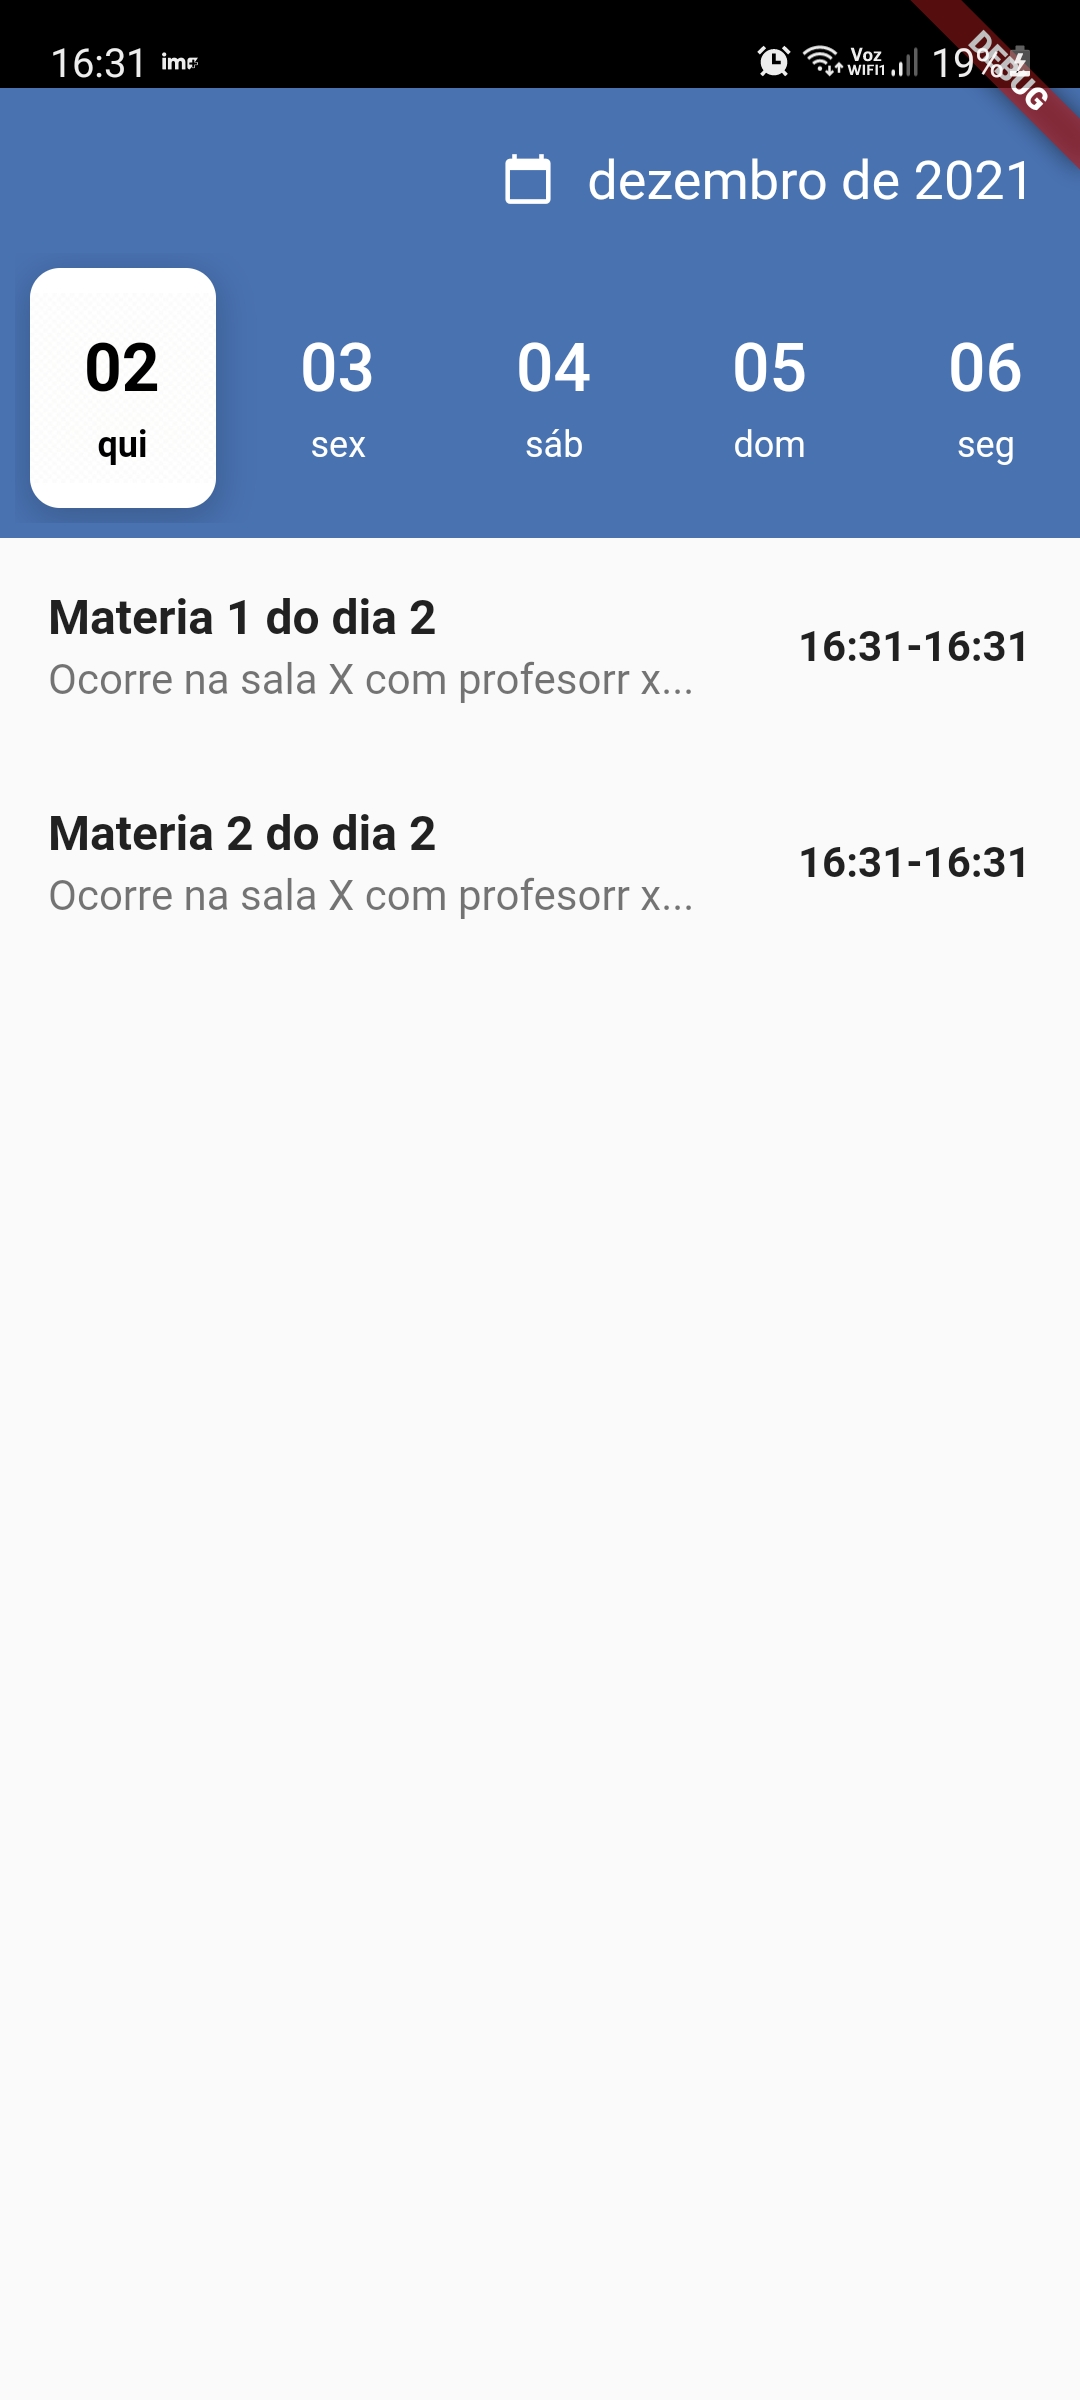 16:31
Voz
WIFI1
19%
DEBUG
dezembro de 2021
02 03 04 05 06
qui sex sáb dom seg
Materia 1 do dia 2
Ocorre na sala X com profesorr x...
16:31-16:31
Materia 2 do dia 2
Ocorre na sala X com profesorr x...
16:31-16:31